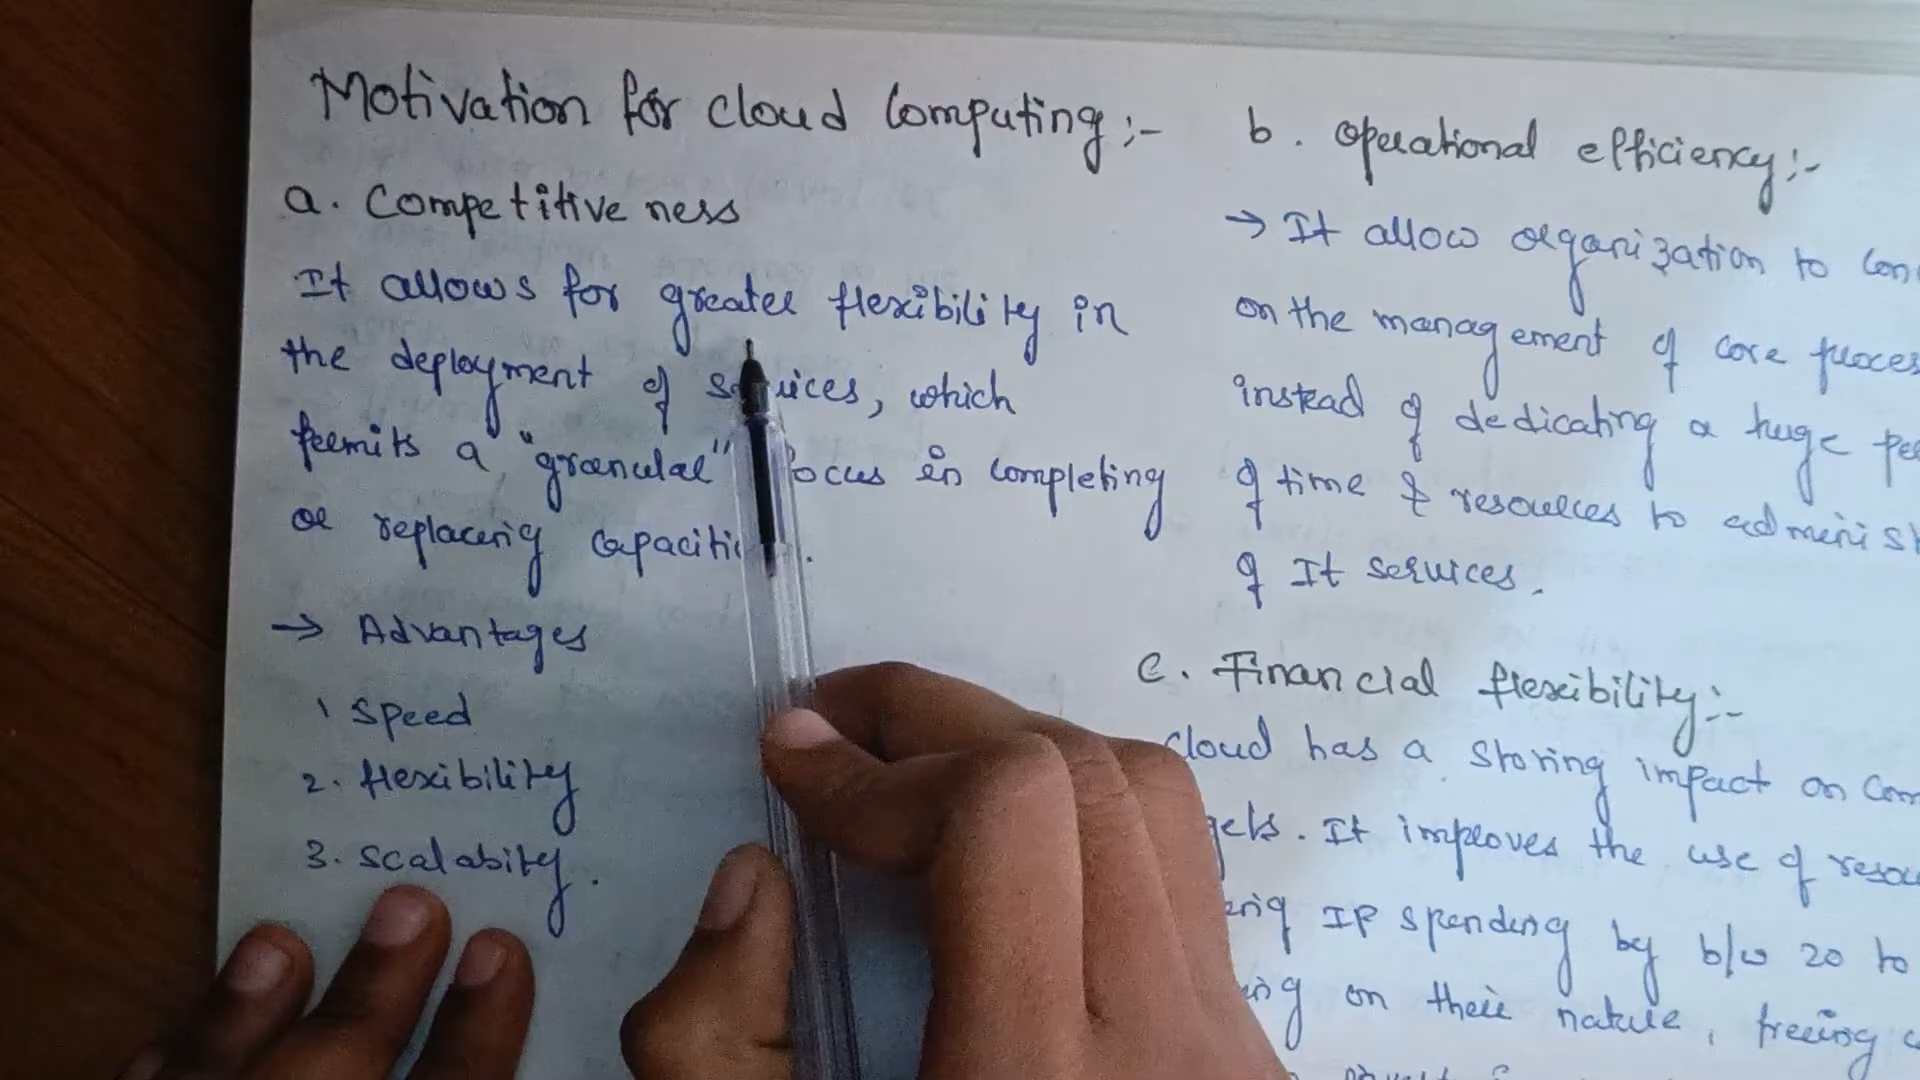 Motivation for cloud Computing :-
a. Competitive ness
It allows for greater flexibility in
the deployment of services, which
permits a "granular" focus in completing
or replacing capacities.
→ Advantages
1 Speed
2. flexibility
3. Scalabity.
b. Operational efficiency :-
→ It allow organization to
on the management of core
instead of dedicating a huge
of time & resources to
of It services.
C. Financial flexibility :-
Cloud has a storing impact on
It improves the use of
IP spending by b/w 20 to
on their nature, freeing